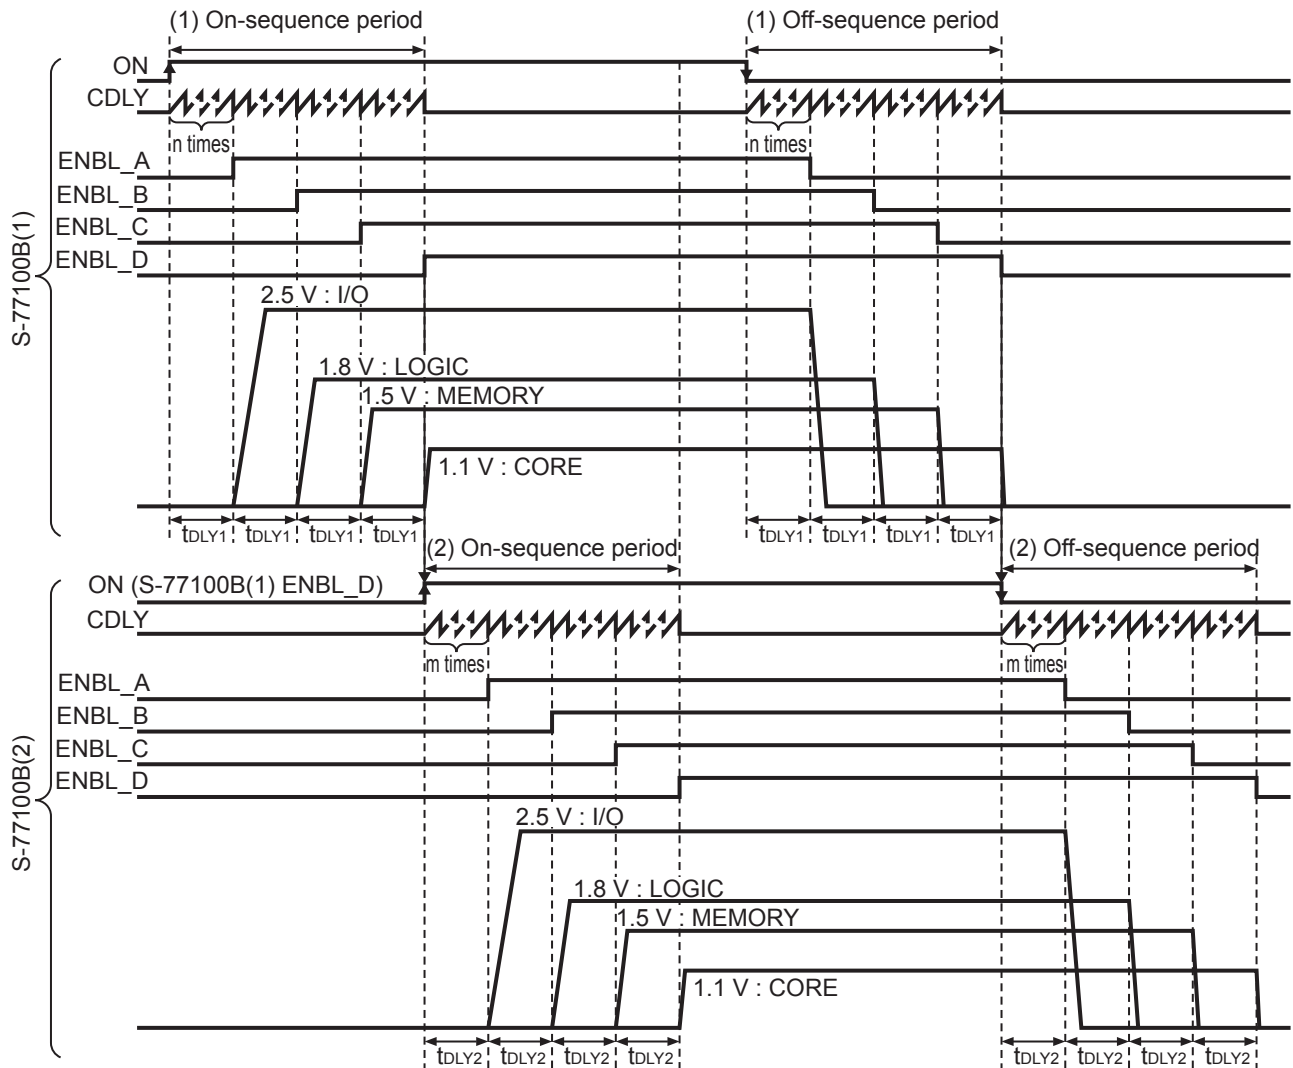 (1) On-sequence period
(1) Off-sequence period
S-77100B(1)
ON
CDLY
n times
n times
ENBL_A
ENBL_B
ENBL_C
ENBL_D
2.5 V : I/O
1.8 V : LOGIC
1.5 V : MEMORY
1.1 V : CORE
tDLY1 tDLY1 tDLY1 tDLY1
tDLY1 tDLY1 tDLY1 tDLY1
(2) On-sequence period
(2) Off-sequence period
S-77100B(2)
ON (S-77100B(1) ENBL_D)
CDLY
m times
m times
ENBL_A
ENBL_B
ENBL_C
ENBL_D
2.5 V : I/O
1.8 V : LOGIC
1.5 V : MEMORY
1.1 V : CORE
tDLY2 tDLY2 tDLY2 tDLY2
tDLY2 tDLY2 tDLY2 tDLY2